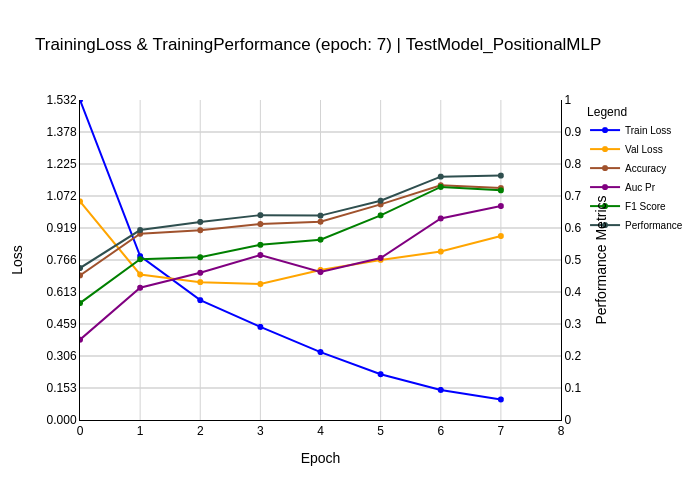 TrainingLoss & TrainingPerformance (epoch: 7) | TestModel_PositionalMLP
1.532
1.378
1.225
1.072
0.919
0.766
0.613
0.459
0.306
0.153
0.000
Loss
0 1 2 3 4 5 6 7 8
Epoch
1
0.9
0.8
0.7
0.6
0.5
0.4
0.3
0.2
0.1
0
Performance Metrics
Legend
Train Loss
Val Loss
Accuracy
Auc Pr
F1 Score
Performance